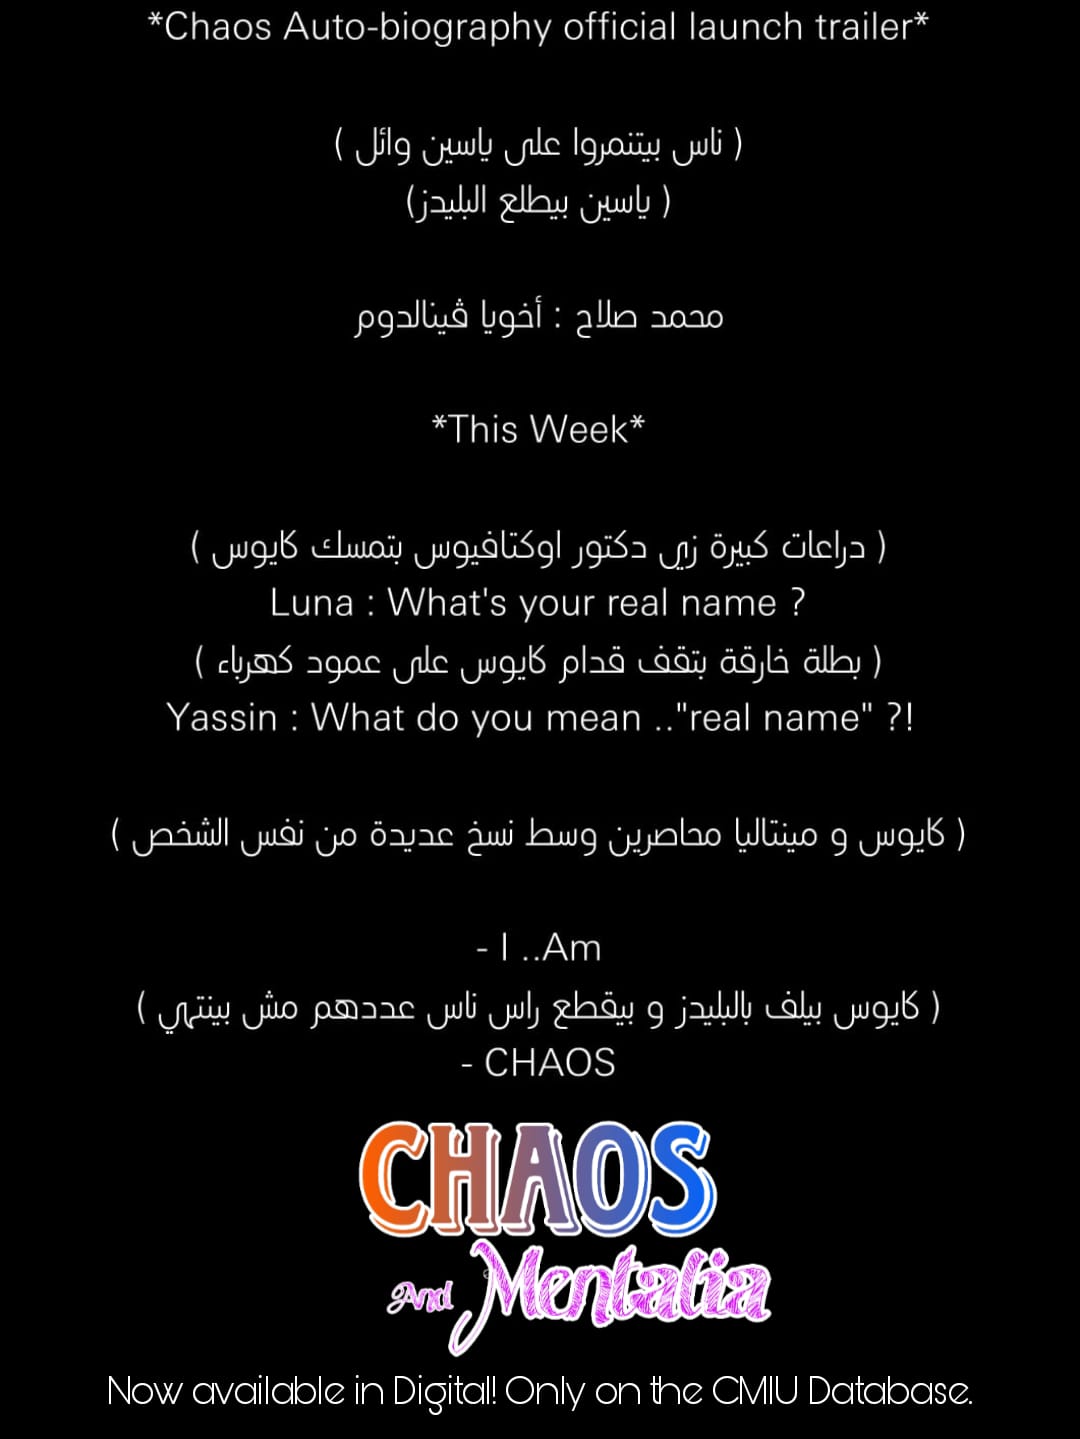 *Chaos Auto-biography official launch trailer*
( ناس بيتنمروا على ياسين وائل )
( ياسين بيطلع البليدز)
محمد صلاح : أخويا ڤينالدوم
*This Week*
( دراعات كبيرة زي دكتور اوكتافيوس بتمسك كايوس )
Luna : What's your real name ?
( بطلة خارقة بتقف قدام كايوس على عمود كهرباء )
Yassin : What do you mean .."real name" ?!
( كايوس و مينتاليا محاصرين وسط نسخ عديدة من نفس الشخص )
- I ..Am
( كايوس بيلف بالبليدز و بيقطع راس ناس عددهم مش بينتهي )
- CHAOS
CHAOS
And Mentalia
Now available in Digital! Only on the CMIU Database.